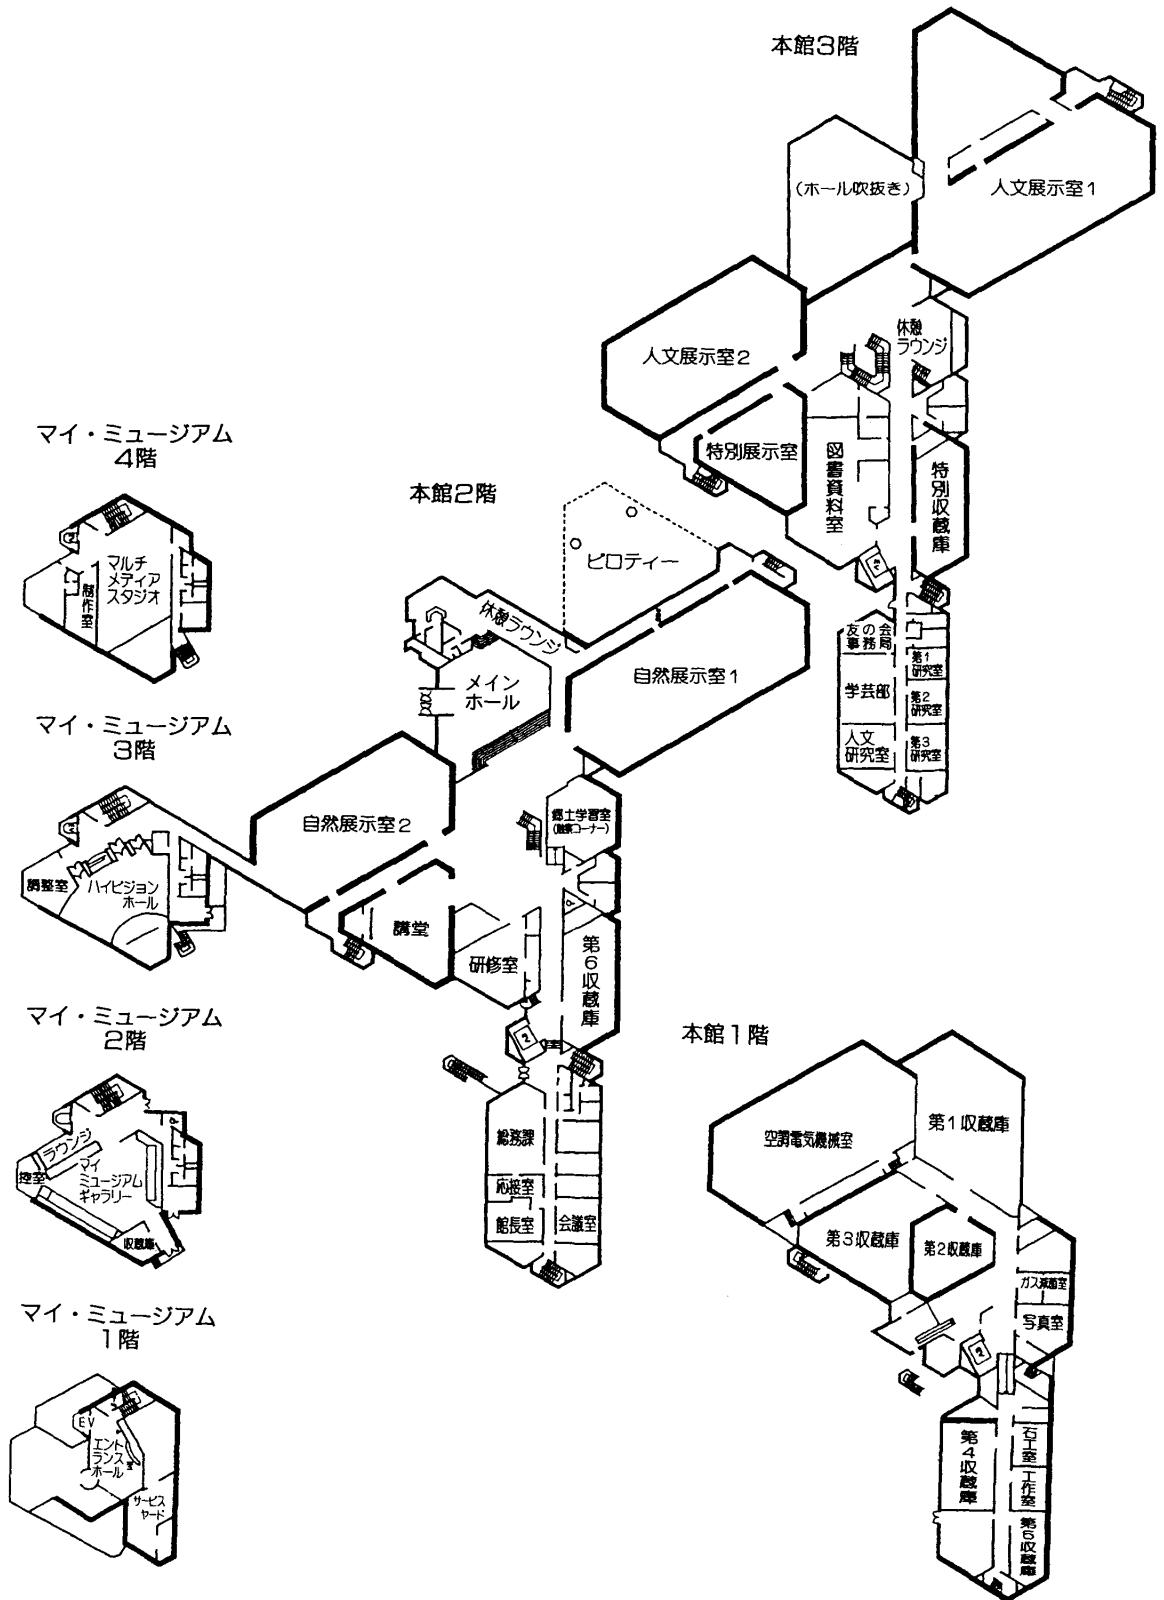 本館3階
(ホール吹抜き)
人文展示室1
人文展示室2
休憩
ラウンジ
特別展示室
図書資料室
特別収蔵庫
友の会
事務局
学芸部
人文
研究室
第1
研究室
第2
研究室
第3
研究室
本館2階
ピロティー
休憩ラウンジ
メイン
ホール
自然展示室1
自然展示室2
郷土学習室
講堂
研修室
第6収蔵庫
総務課
応接室
館長室
会議室
マイ・ミュージアム
4階
マルチ
メディア
スタジオ
制作室
マイ・ミュージアム
3階
調整室
ハイビジョン
ホール
マイ・ミュージアム
2階
ラウンジ
控室
マイ
ミュージアム
ギャラリー
収蔵庫
マイ・ミュージアム
1階
EV
エント
ランス
ホール
サービス
ヤード
本館1階
空調電気機械室
第1収蔵庫
第3収蔵庫
第2収蔵庫
ガス滅菌室
写真室
第4収蔵庫
石工室
工作室
第5収蔵庫